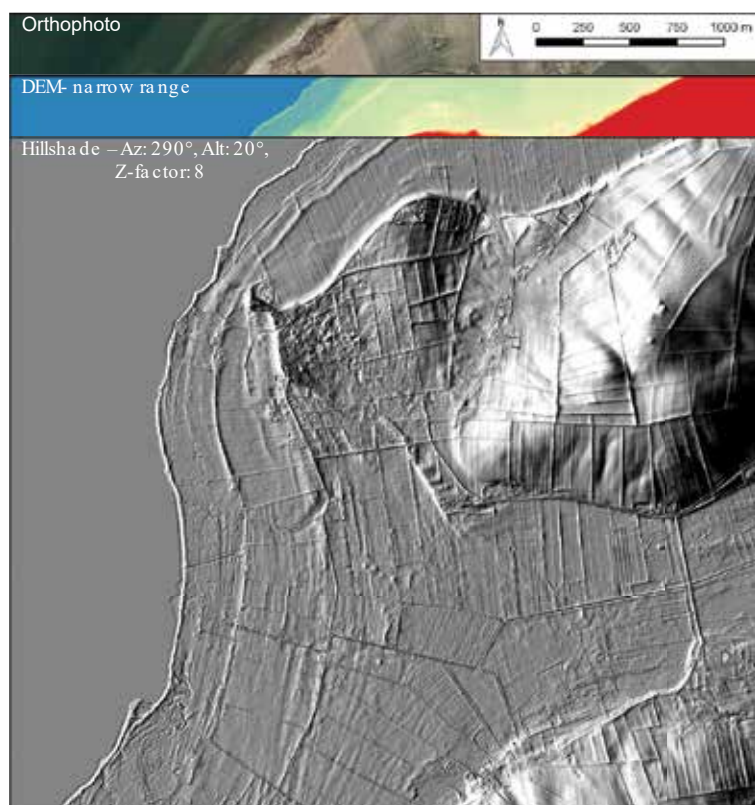 Orthophoto
N
0 250 500 750 1000 m
DEM- narrow range
Hillshade – Az: 290°, Alt: 20°,
Z-factor: 8